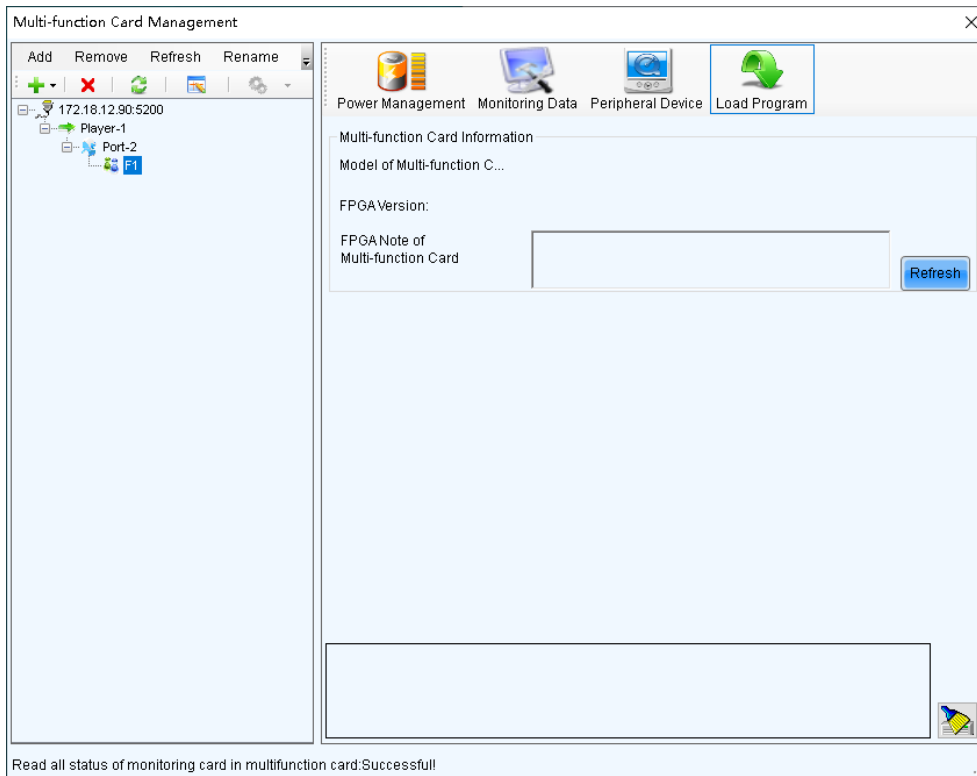 Multi-function Card Management
Add Remove Refresh Rename
172.18.12.90:5200
Player-1
Port-2
F1
Power Management Monitoring Data Peripheral Device Load Program
Multi-function Card Information
Model of Multi-function C...
FPGA Version:
FPGA Note of
Multi-function Card
Refresh
Read all status of monitoring card in multifunction card:Successful!